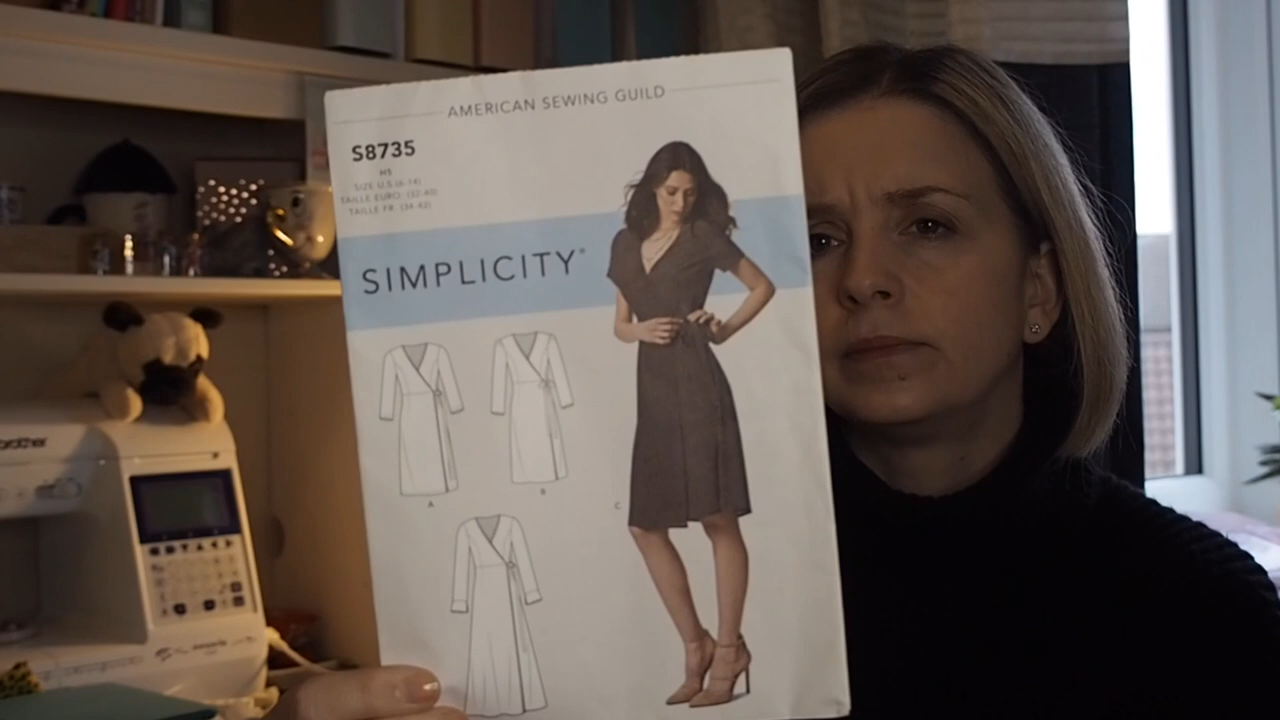 AMERICAN SEWING GUILD
S8735
H5
SIZE U.S.(6-14)
TAILLE EURO: (32-40)
TAILLE FR. (34-42)
SIMPLICITY®
A
B
C
brother